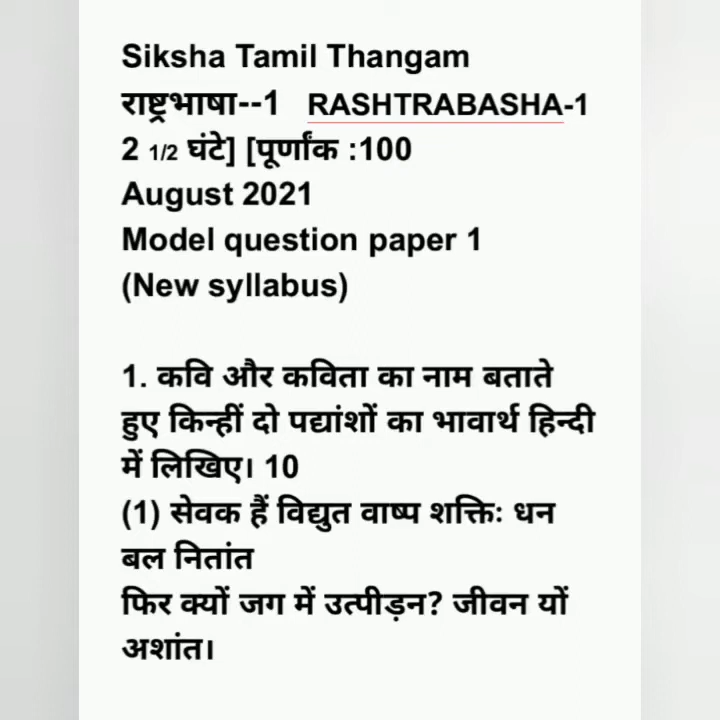 Siksha Tamil Thangam
राष्ट्रभाषा--1 RASHTRABASHA-1
2 1/2 घंटे] [पूर्णांक :100
August 2021
Model question paper 1
(New syllabus)
1. कवि और कविता का नाम बताते
हुए किन्हीं दो पद्यांशों का भावार्थ हिन्दी
में लिखिए। 10
(1) सेवक हैं विद्युत वाष्प शक्तिः धन
बल नितांत
फिर क्यों जग में उत्पीड़न? जीवन यों
अशांत।